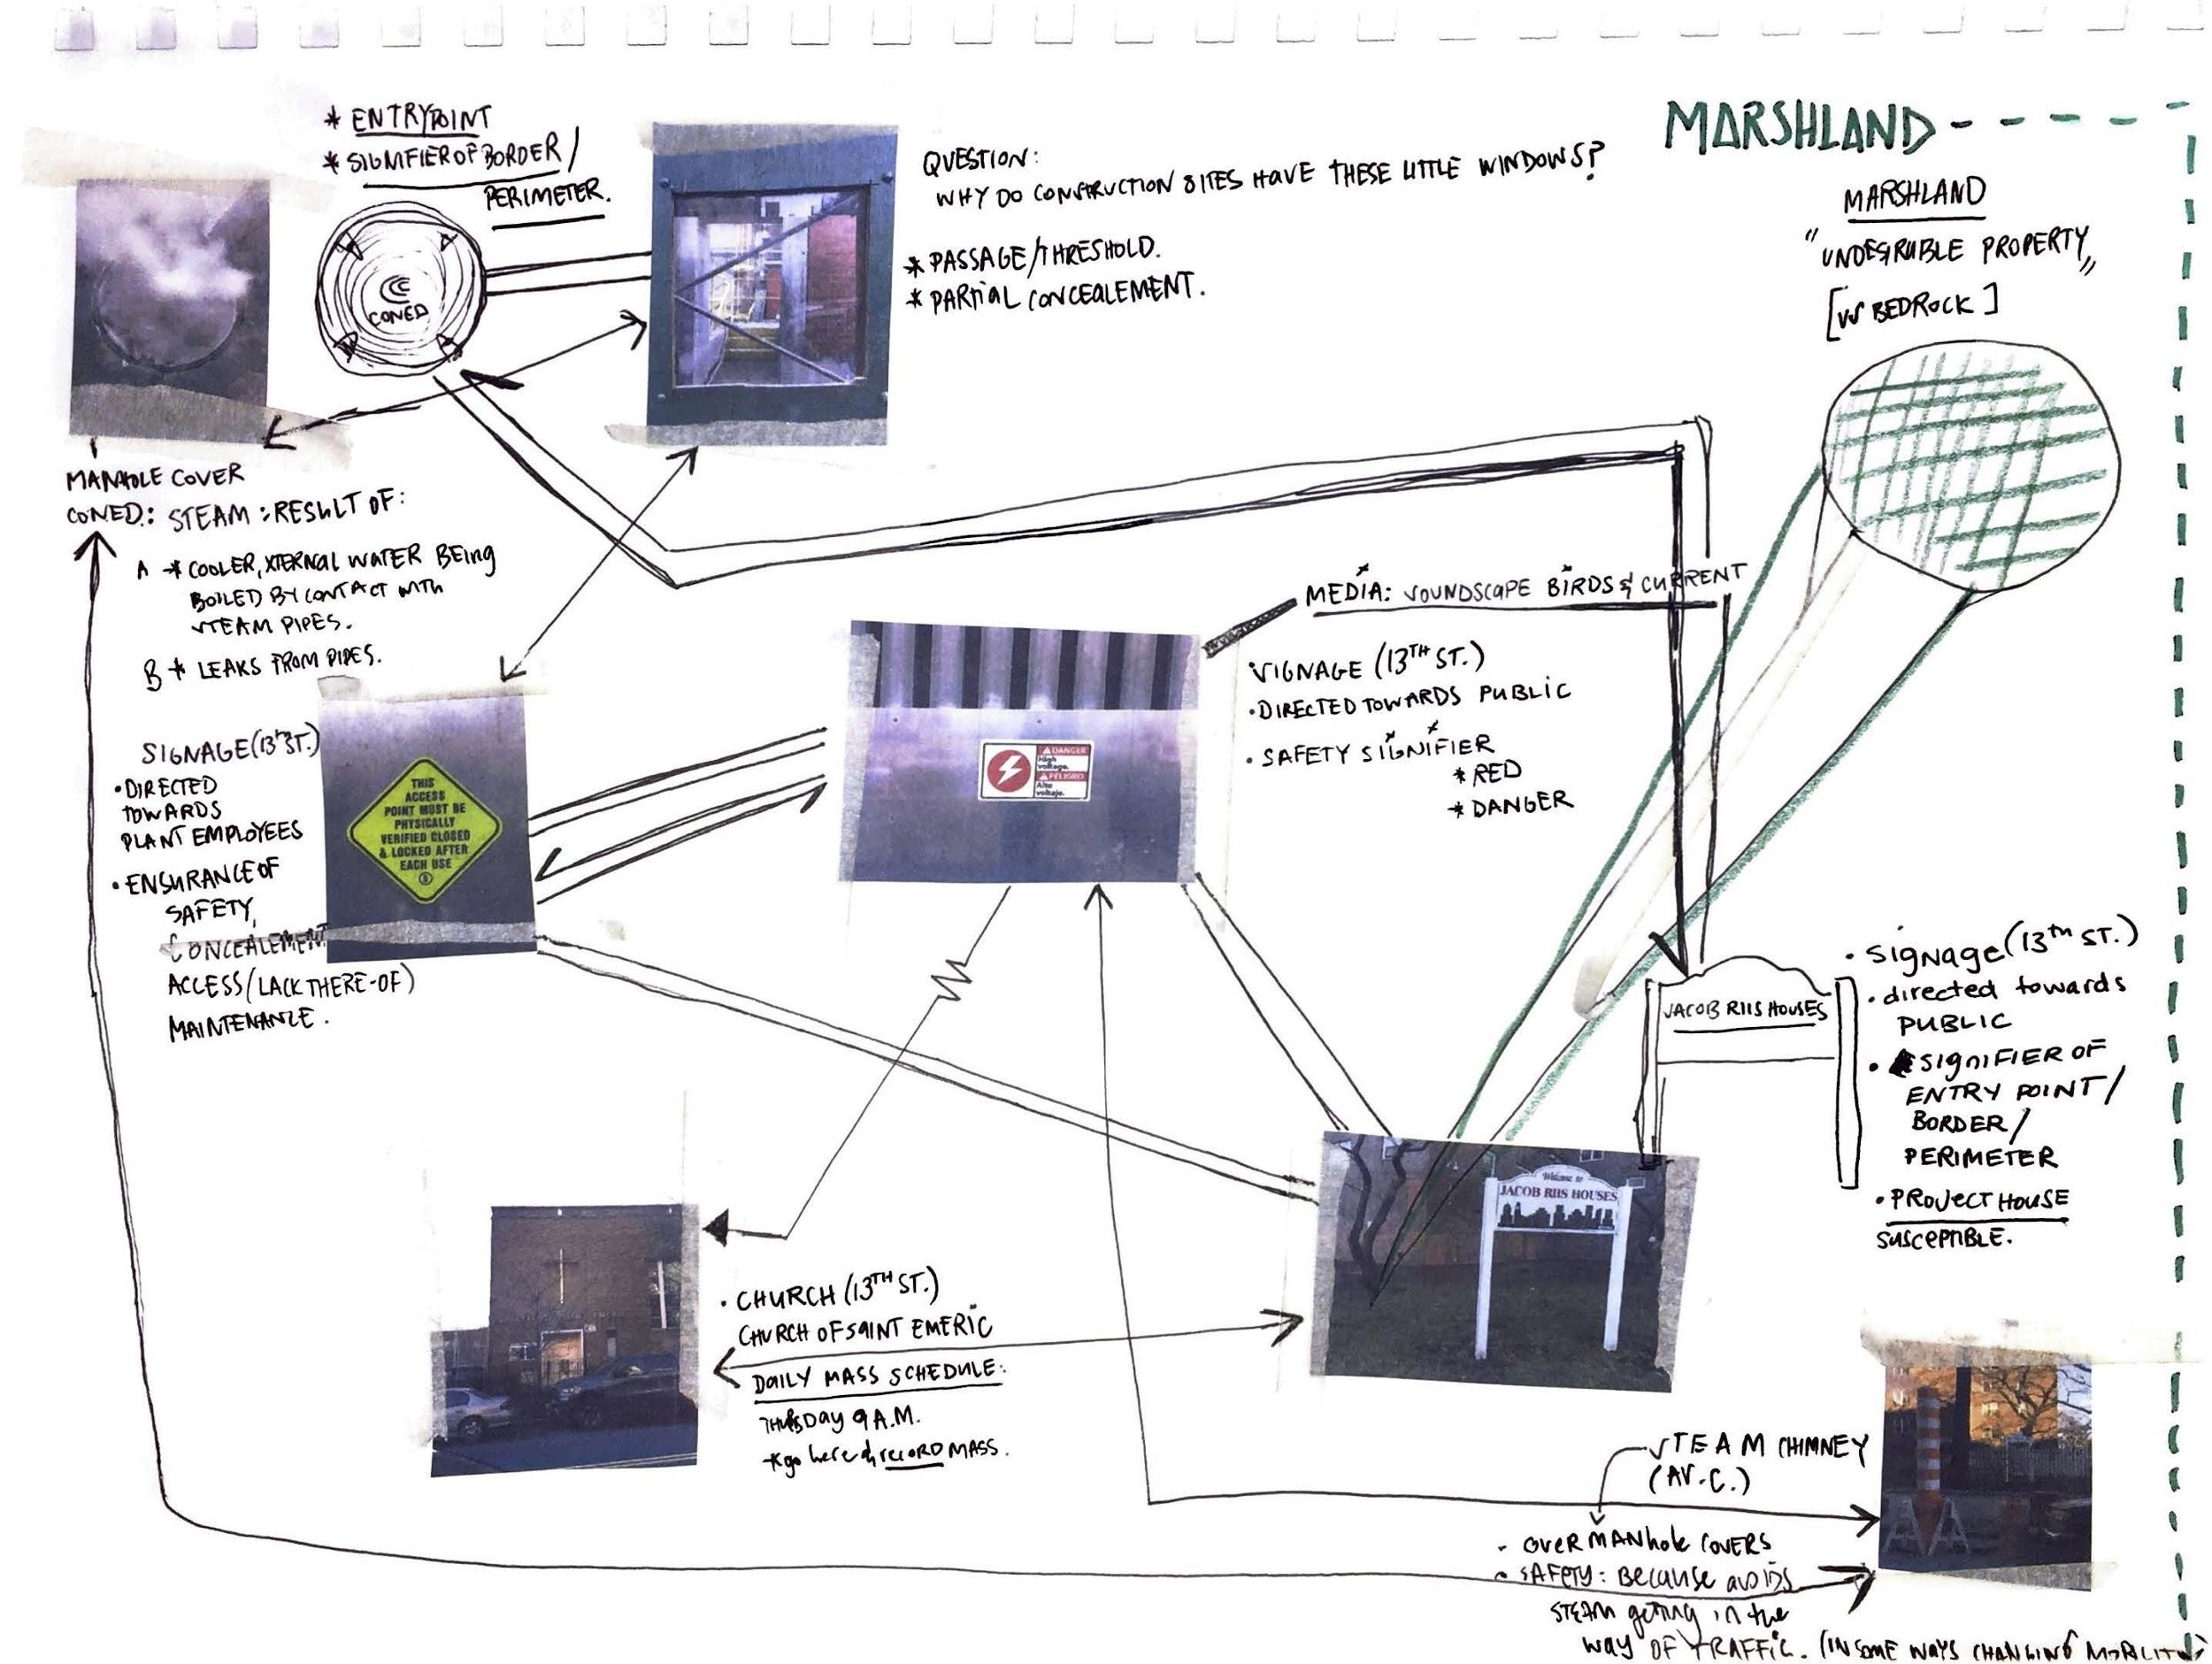 * ENTRYPOINT
* SIGNIFIER OF BORDER /
PERIMETER.
CONED
QUESTION:
WHY DO CONSTRUCTION SITES HAVE THESE LITTLE WINDOWS?
* PASSAGE/THRESHOLD.
* PARTIAL CONCEALEMENT.
MARSHLAND
MARSHLAND
"UNDESIRABLE PROPERTY"
[VS BEDROCK]
MANHOLE COVER
CONED.: STEAM: RESULT OF:
A * COOLER, XTERNAL WATER BEING
BOILED BY CONTACT WITH
STEAM PIPES.
B * LEAKS FROM PIPES.
SIGNAGE (13TH ST.)
• DIRECTED
TOWARDS
PLANT EMPLOYEES
• ENSURANCE OF
SAFETY,
CONCEALEMENT
ACCESS/(LACK THERE-OF)
MAINTENANCE.
THIS
ACCESS
POINT MUST BE
PHYSICALLY
VERIFIED CLOSED
& LOCKED AFTER
EACH USE
MEDIA: SOUNDSCAPE BIRDS & CURRENT
SIGNAGE (13TH ST.)
• DIRECTED TOWARDS PUBLIC
• SAFETY SIGNIFIER
* RED
* DANGER
DANGER
High
voltage.
PELIGRO
Alto
voltaje.
JACOB RIIS HOUSES
• SIGNAGE (13TH ST.)
• directed towards
PUBLIC
• SIGNIFIER OF
ENTRY POINT/
BORDER/
PERIMETER
• PROJECT HOUSE
SUSCEPTIBLE.
Welcome to
JACOB RIIS HOUSES
• CHURCH (13TH ST.)
CHURCH OF SAINT EMERIC
DAILY MASS SCHEDULE:
THURSDAY 9 A.M.
* go here & RECORD MASS.
STEAM CHIMNEY
(AV. C.)
- OVER MANhole COVERS
• SAFETY: BECAUSE AVOIDS
STEAM getting in the
WAY OF TRAFFIC. (IN SOME WAYS CHANGING MOBILITY)